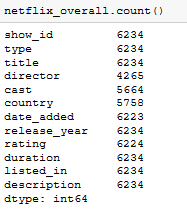 netflix_overall.count()
show_id 6234
type 6234
title 6234
director 4265
cast 5664
country 5758
date_added 6223
release_year 6234
rating 6224
duration 6234
listed_in 6234
description 6234
dtype: int64